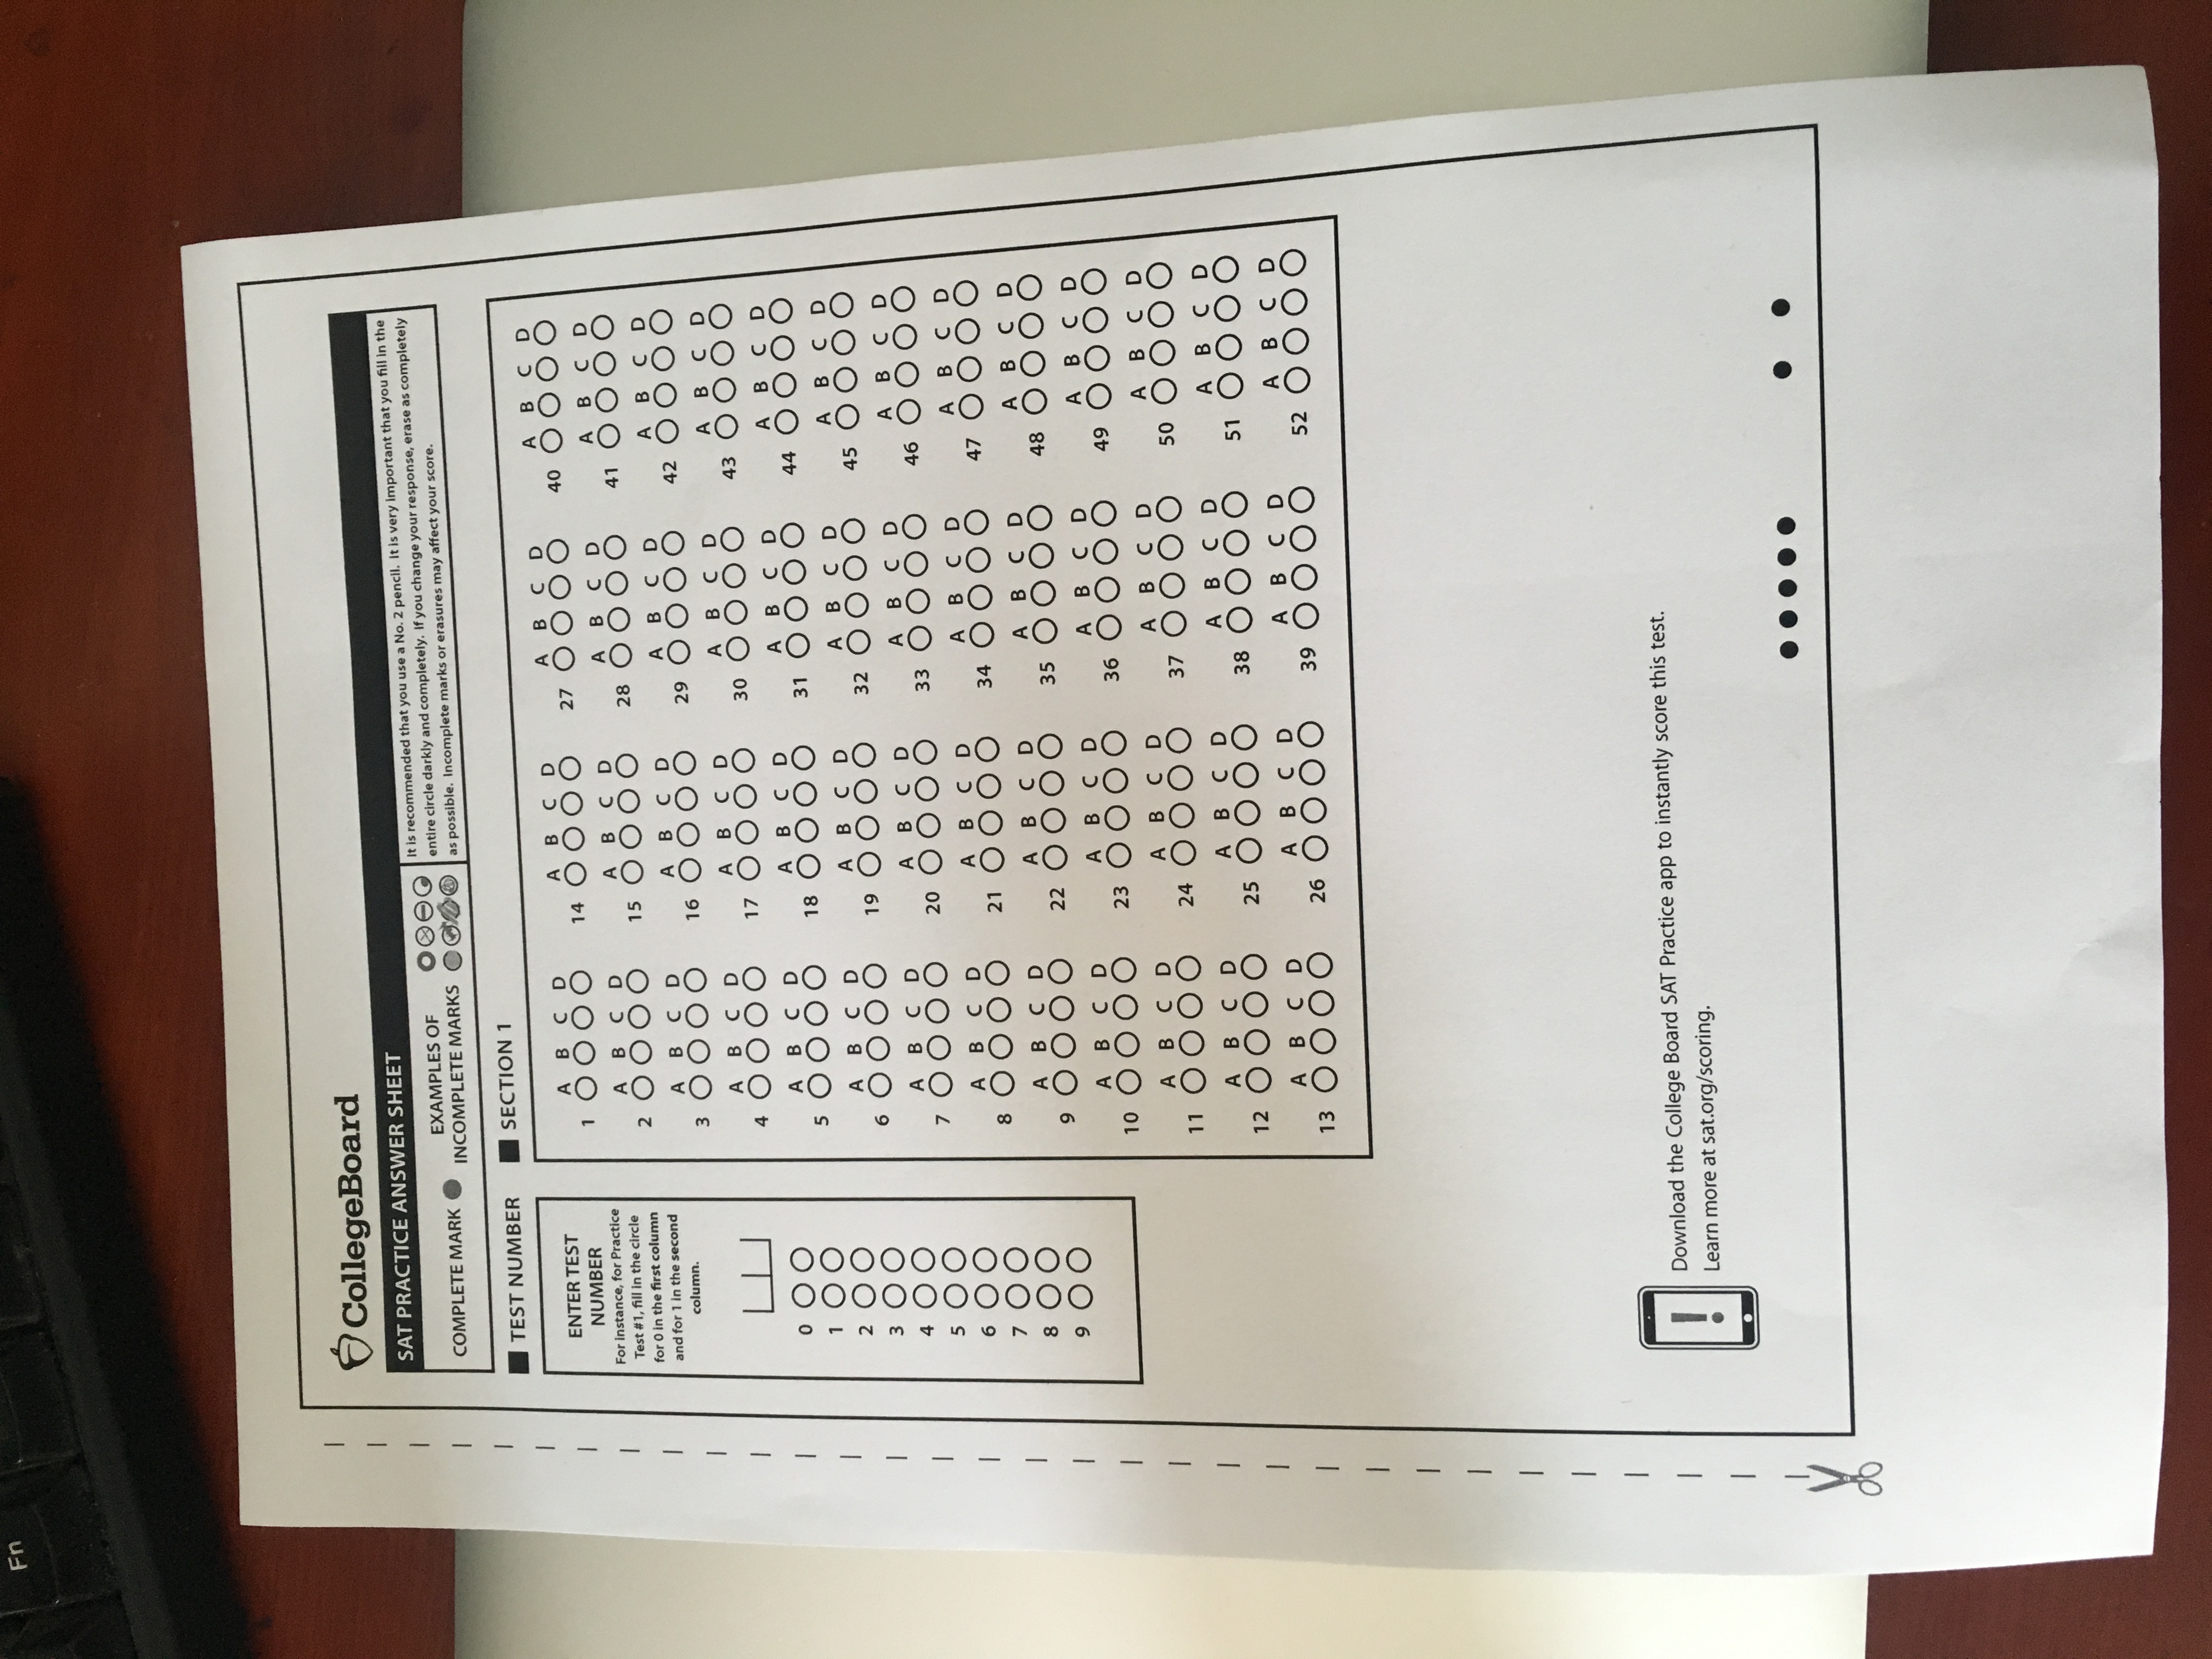 Fn
CollegeBoard
SAT PRACTICE ANSWER SHEET
COMPLETE MARK
EXAMPLES OF
INCOMPLETE MARKS
It is recommended that you use a No. 2 pencil. It is very important that you fill in the
entire circle darkly and completely. If you change your response, erase as completely
as possible. Incomplete marks or erasures may affect your score.
TEST NUMBER
ENTER TEST
NUMBER
For instance, for Practice
Test #1, fill in the circle
for 0 in the first column
and for 1 in the second
column.
0
1
2
3
4
5
6
7
8
9
SECTION 1
A B C D
1
A B C D
2
A B C D
3
A B C D
4
A B C D
5
A B C D
6
A B C D
7
A B C D
8
A B C D
9
A B C D
10
A B C D
11
A B C D
12
A B C D
13
A B C D
14
A B C D
15
A B C D
16
A B C D
17
A B C D
18
A B C D
19
A B C D
20
A B C D
21
A B C D
22
A B C D
23
A B C D
24
A B C D
25
A B C D
26
A B C D
27
A B C D
28
A B C D
29
A B C D
30
A B C D
31
A B C D
32
A B C D
33
A B C D
34
A B C D
35
A B C D
36
A B C D
37
A B C D
38
A B C D
39
A B C D
40
A B C D
41
A B C D
42
A B C D
43
A B C D
44
A B C D
45
A B C D
46
A B C D
47
A B C D
48
A B C D
49
A B C D
50
A B C D
51
A B C D
52
Download the College Board SAT Practice app to instantly score this test.
Learn more at sat.org/scoring.